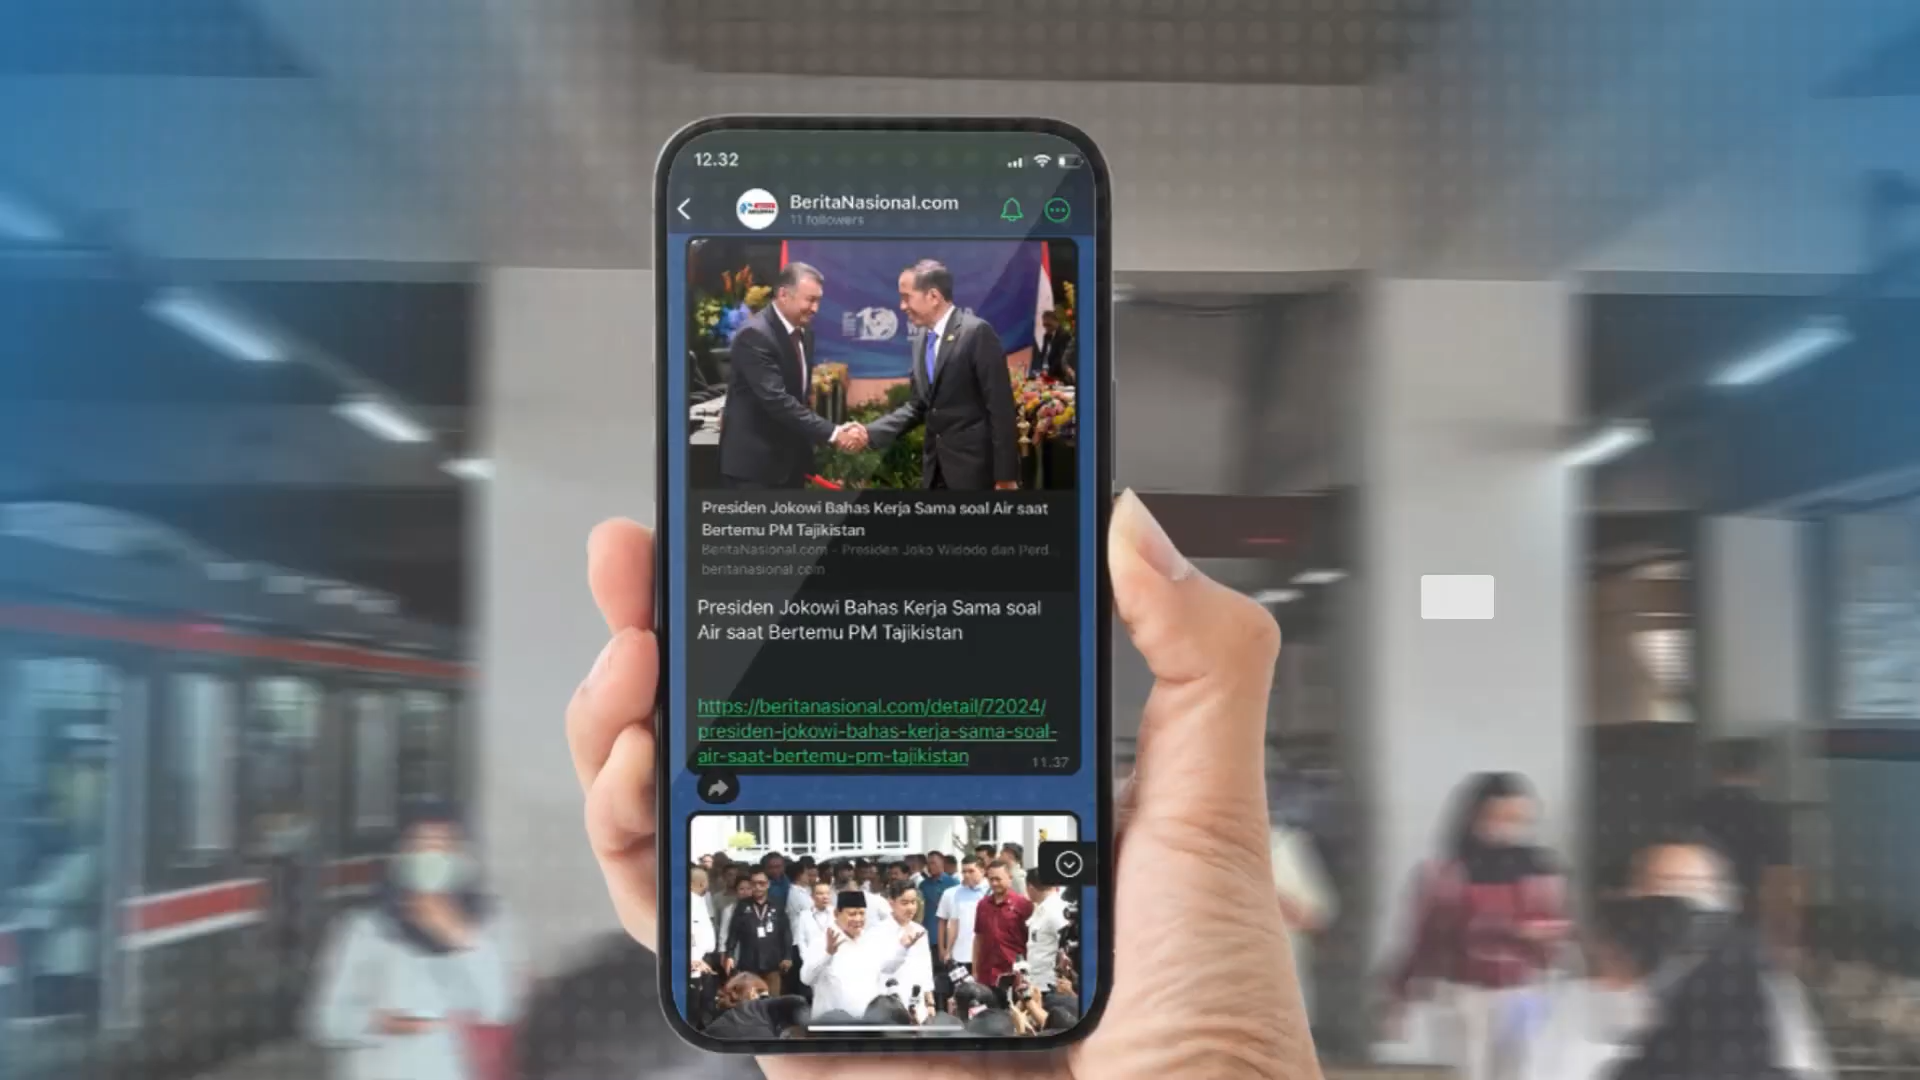 12.32
BeritaNasional.com
11 followers
10
Presiden Jokowi Bahas Kerja Sama soal Air saat
Bertemu PM Tajikistan
BeritaNasional.com - Presiden Joko Widodo dan Perd...
beritanasional.com
Presiden Jokowi Bahas Kerja Sama soal
Air saat Bertemu PM Tajikistan
https://beritanasional.com/detail/72024/
presiden-jokowi-bahas-kerja-sama-soal-
air-saat-bertemu-pm-tajikistan
11.37